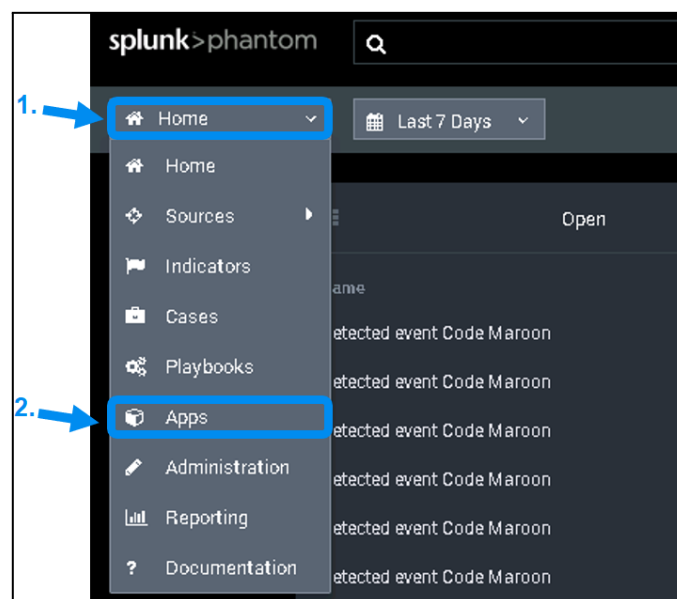 splunk>phantom
1.
Home
Last 7 Days
Home
Sources
Open
Indicators
ame
Cases
etected event Code Maroon
Playbooks
etected event Code Maroon
2.
Apps
etected event Code Maroon
Administration
etected event Code Maroon
Reporting
etected event Code Maroon
? Documentation
etected event Code Maroon